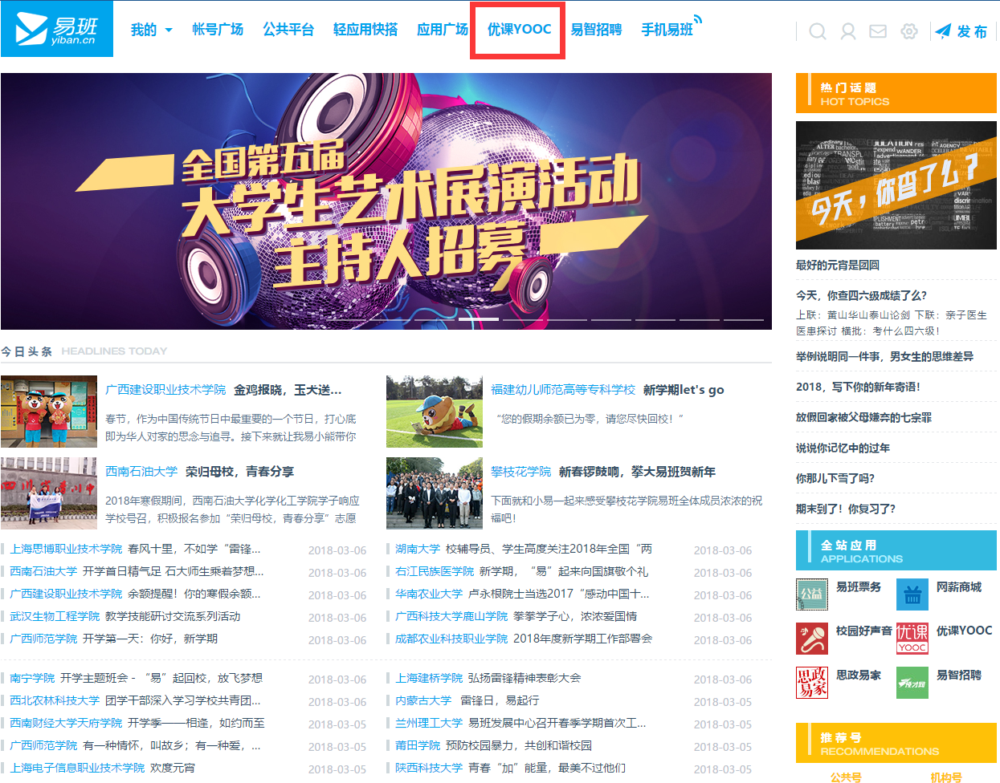 易班
yiban.cn
我的 帐号广场 公共平台 轻应用快搭 应用广场 优课YOOC 易智招聘 手机易班
发布
全国第五届
大学生艺术展演活动
主持人招募
热门话题
HOT TOPICS
今天，你查了么？
最好的元宵是团圆
今天，你查四六级成绩了么？
上联：黄山华山泰山论剑 下联：亲子医生
医患探讨 横批：考什么四六级！
举例说明同一件事，男女生的思维差异
2018，写下你的新年寄语！
放假回家被父母嫌弃的七宗罪
说说你记忆中的过年
你那儿下雪了吗？
期末到了！你复习了？
今日头条 HEADLINES TODAY
广西建设职业技术学院 金鸡报晓，玉犬送...
春节，作为中国传统节日中最重要的一个节日，打心底
即为华人对家的思念与追寻。接下来就让我易小熊带你
福建幼儿师范高等专科学校 新学期let's go
“您的假期余额已为零，请您尽快回校！”
西南石油大学 荣归母校，青春分享
2018年寒假期间，西南石油大学化学化工学院学子响应
学校号召，积极报名参加“荣归母校，青春分享”志愿
攀枝花学院 新春锣鼓响，攀大易班贺新年
下面就和小易一起来感受攀枝花学院易班全体成员浓浓的祝
福吧！
上海思博职业技术学院 春风十里，不如学“雷锋... 2018-03-06
西南石油大学 开学首日精气足 石大师生乘着梦想... 2018-03-06
广西建设职业技术学院 余额提醒！你的寒假余额... 2018-03-06
武汉生物工程学院 教学技能研讨交流系列活动 2018-03-06
广西师范学院 开学第一天：你好，新学期 2018-03-06
湖南大学 校辅导员、学生高度关注2018年全国“两 2018-03-06
右江民族医学院 新学期，“易”起来向国旗敬个礼 2018-03-06
华南农业大学 卢永根院士当选2017“感动中国十... 2018-03-06
广西科技大学鹿山学院 拳拳学子心，浓浓爱国情 2018-03-06
成都农业科技职业学院 2018年度新学期工作部署会 2018-03-06
南宁学院 开学主题班会 - “易”起回校，放飞梦想 2018-03-06
西北农林科技大学 团学干部深入学习学校共青团... 2018-03-06
西南财经大学天府学院 开学季——相逢，如约而至 2018-03-05
广西师范学院 有一种情怀，叫故乡；有一种爱，... 2018-03-05
上海电子信息职业技术学院 欢度元宵 2018-03-05
上海建桥学院 弘扬雷锋精神表彰大会 2018-03-05
内蒙古大学 雷锋日，易起行 2018-03-05
兰州理工大学 易班发展中心召开春季学期首次工... 2018-03-05
莆田学院 预防校园暴力，共创和谐校园 2018-03-05
陕西科技大学 青春“加”能量，最美不过他们 2018-03-05
全站应用
APPLICATIONS
公益 易班票务
网薪商城
校园好声音
优课 YOOC 优课YOOC
思政易家 思政易家
易智招聘
推荐号
RECOMMENDATIONS
公共号 机构号